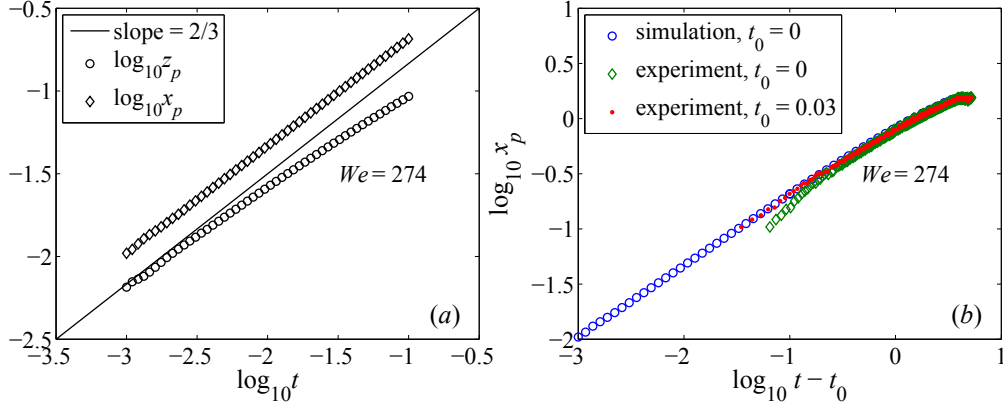 −1
slope = 2/3
log₁₀zₚ
log₁₀xₚ
−0.5
−1
−1.5
−2
−2.5
We = 274
(a)
−3.5 −3 −2.5 −2 −1.5 −1 −0.5
log₁₀t
1
simulation, t₀ = 0
experiment, t₀ = 0
experiment, t₀ = 0.03
0.5
0
−0.5
−1
−1.5
−2
log₁₀ xₚ
We = 274
(b)
−3 −2 −1 0 1
log₁₀ t − t₀